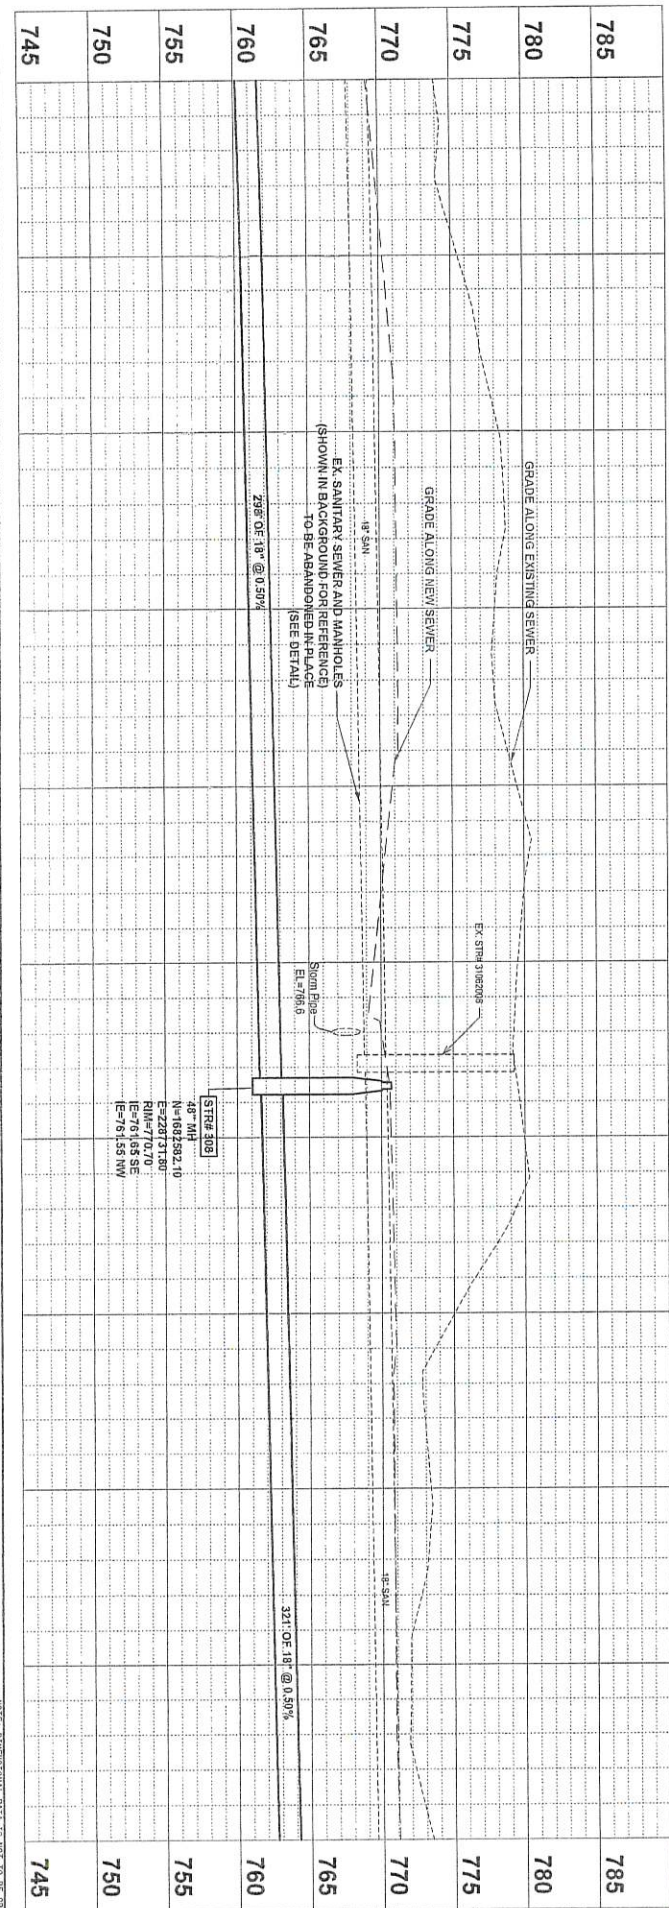 785
780
775
770
765
760
755
750
745
GRADE ALONG EXISTING SEWER
GRADE ALONG NEW SEWER
18" SAN
EX. SANITARY SEWER AND MANHOLES
(SHOWN IN BACKGROUND FOR REFERENCE)
TO BE ABANDONED IN PLACE
(SEE DETAIL)
298' OF 18" @ 0.50%
EX. STR# 31062008
Storm Pipe
EL=766.6
STR# 308
48" MH
N=1682582.10
E=228731.80
RIM=770.70
IE=761.65 SE
IE=761.55 NW
18" SAN
321' OF 18" @ 0.50%
785
780
775
770
765
760
755
750
745